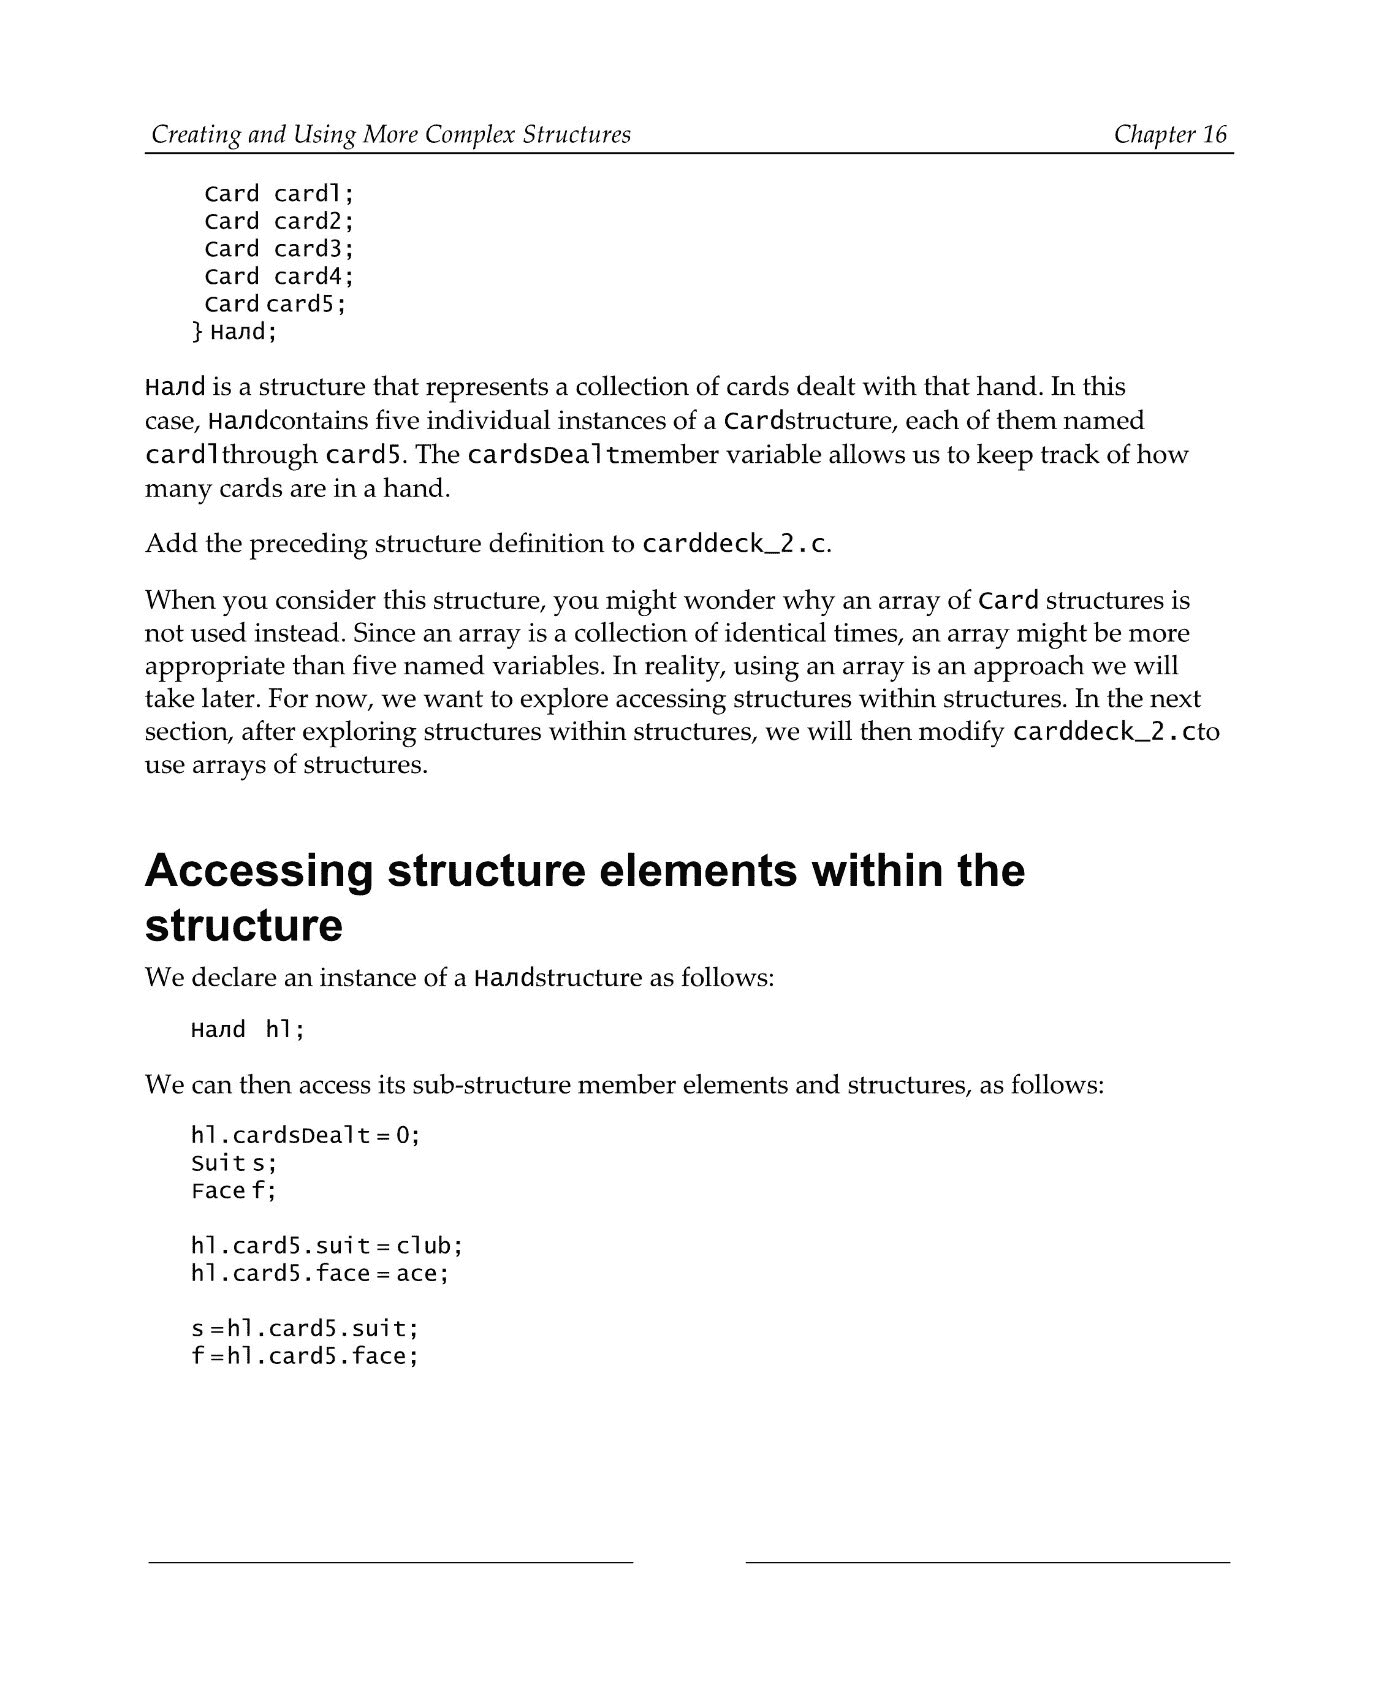 Creating and Using More Complex Structures Chapter 16
Card card1;
Card card2;
Card card3;
Card card4;
Card card5;
} Налd;
Налd is a structure that represents a collection of cards dealt with that hand. In this
case, Налdcontains five individual instances of a Cardstructure, each of them named
card1through card5. The cardsDealtmember variable allows us to keep track of how
many cards are in a hand.
Add the preceding structure definition to carddeck_2.c.
When you consider this structure, you might wonder why an array of Card structures is
not used instead. Since an array is a collection of identical times, an array might be more
appropriate than five named variables. In reality, using an array is an approach we will
take later. For now, we want to explore accessing structures within structures. In the next
section, after exploring structures within structures, we will then modify carddeck_2.cto
use arrays of structures.
Accessing structure elements within the
structure
We declare an instance of a Налdstructure as follows:
Налd h1;
We can then access its sub-structure member elements and structures, as follows:
h1.cardsDealt = 0;
Suit s;
Face f;
h1.card5.suit = club;
h1.card5.face = ace;
s =h1.card5.suit;
f =h1.card5.face;